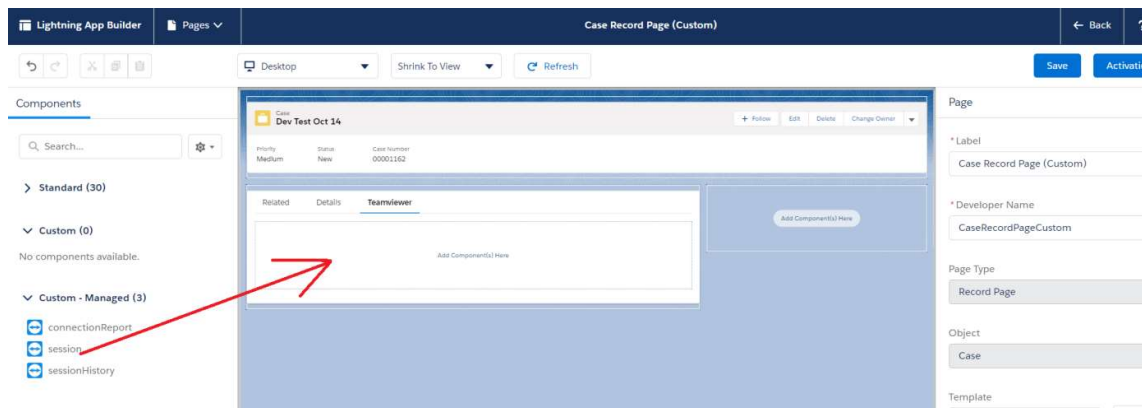 Lightning App Builder
Pages
Case Record Page (Custom)
Back
?
Desktop
Shrink To View
Refresh
Save
Activati
Components
Search...
Standard (30)
Custom (0)
No components available.
Custom - Managed (3)
connectionReport
session
sessionHistory
Case
Dev Test Oct 14
+ Follow
Edit
Delete
Change Owner
Priority
Status
Case Number
Medium
New
00001162
Related
Details
Teamviewer
Add Component(s) Here
Add Component(s) Here
Page
*Label
Case Record Page (Custom)
*Developer Name
CaseRecordPageCustom
Page Type
Record Page
Object
Case
Template